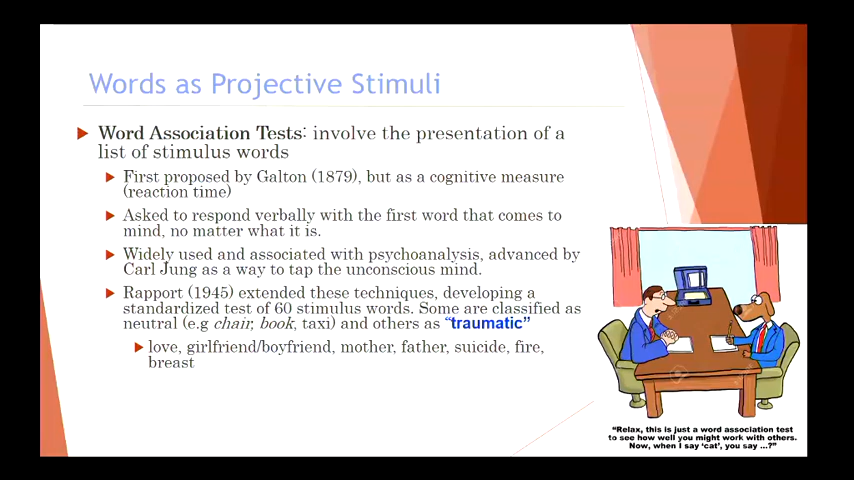 Words as Projective Stimuli
Word Association Tests: involve the presentation of a
list of stimulus words
First proposed by Galton (1879), but as a cognitive measure
(reaction time)
Asked to respond verbally with the first word that comes to
mind, no matter what it is.
Widely used and associated with psychoanalysis, advanced by
Carl Jung as a way to tap the unconscious mind.
Rapport (1945) extended these techniques, developing a
standardized test of 60 stimulus words. Some are classified as
neutral (e.g chair, book, taxi) and others as “traumatic”
love, girlfriend/boyfriend, mother, father, suicide, fire,
breast
"Relax, this is just a word association test
to see how well you might work with others.
Now, when I say 'cat', you say ...?"